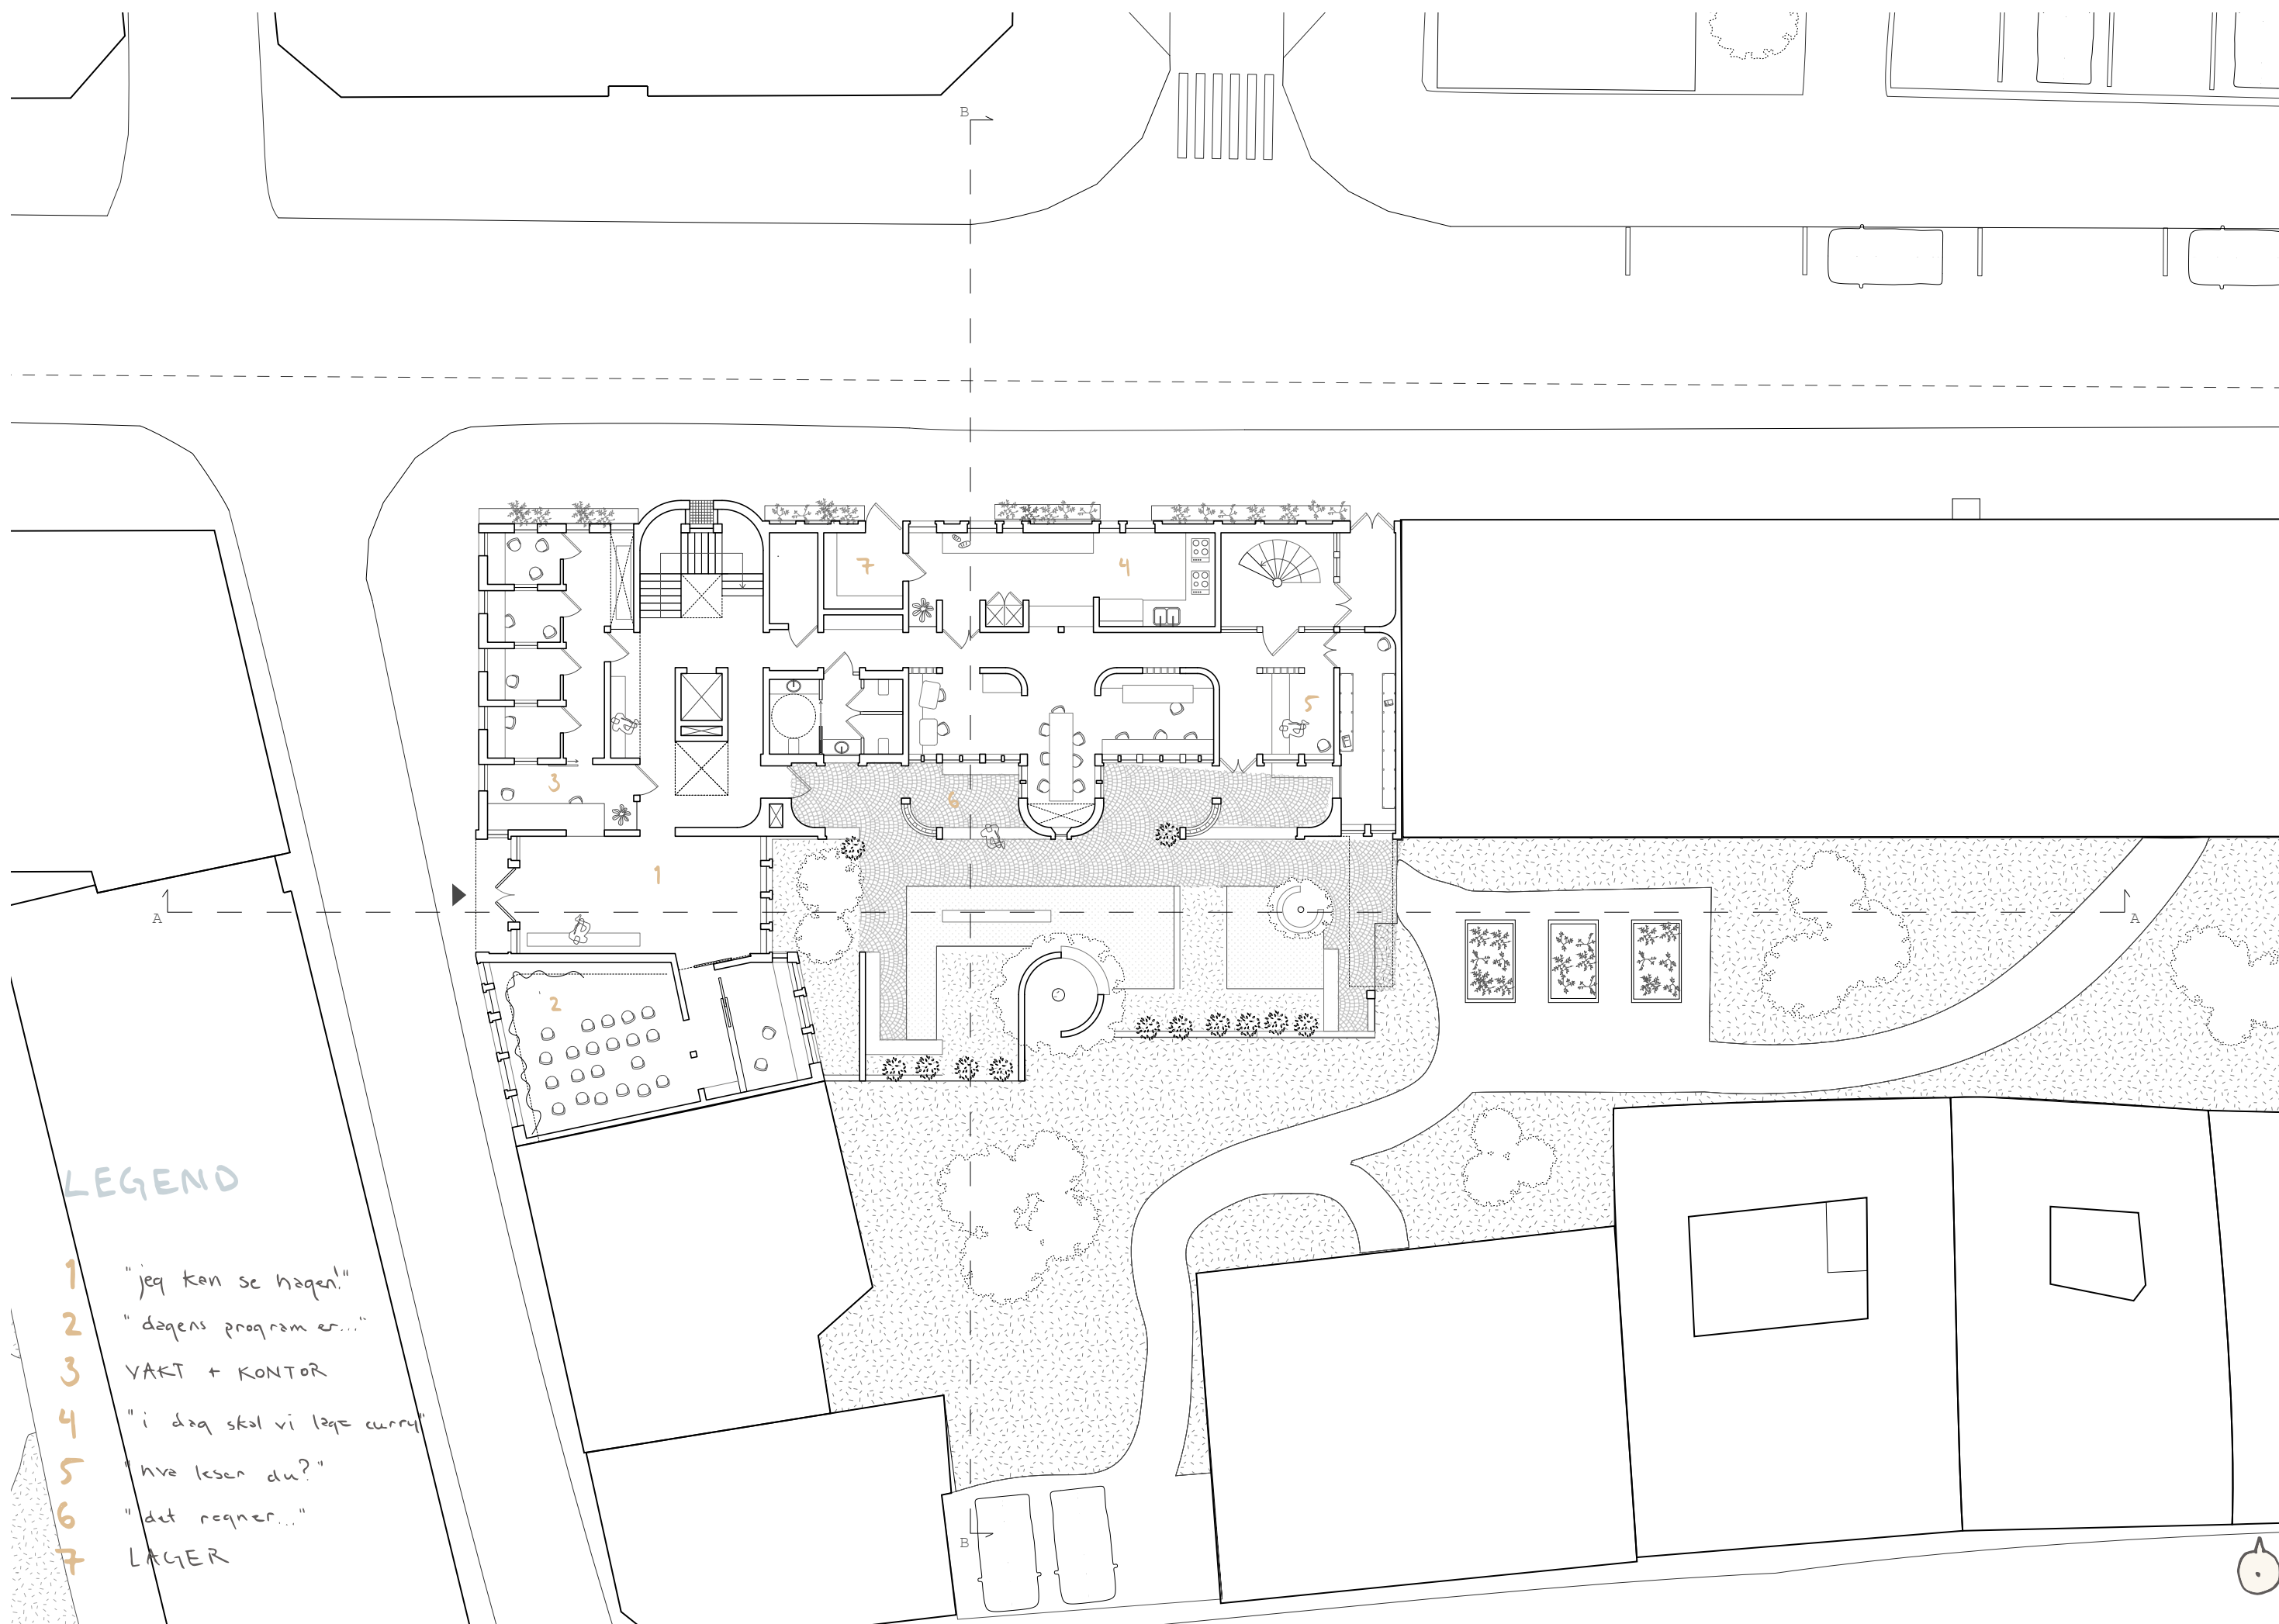 B
7
4
5
3
6
1
A
A
2
LEGEND
1 "jeg kan se hagen!"
2 "dagens program er..."
3 VAKT + KONTOR
4 "i dag skal vi lage curry"
5 "hva leser du?"
6 "det regner..."
7 LAGER
B